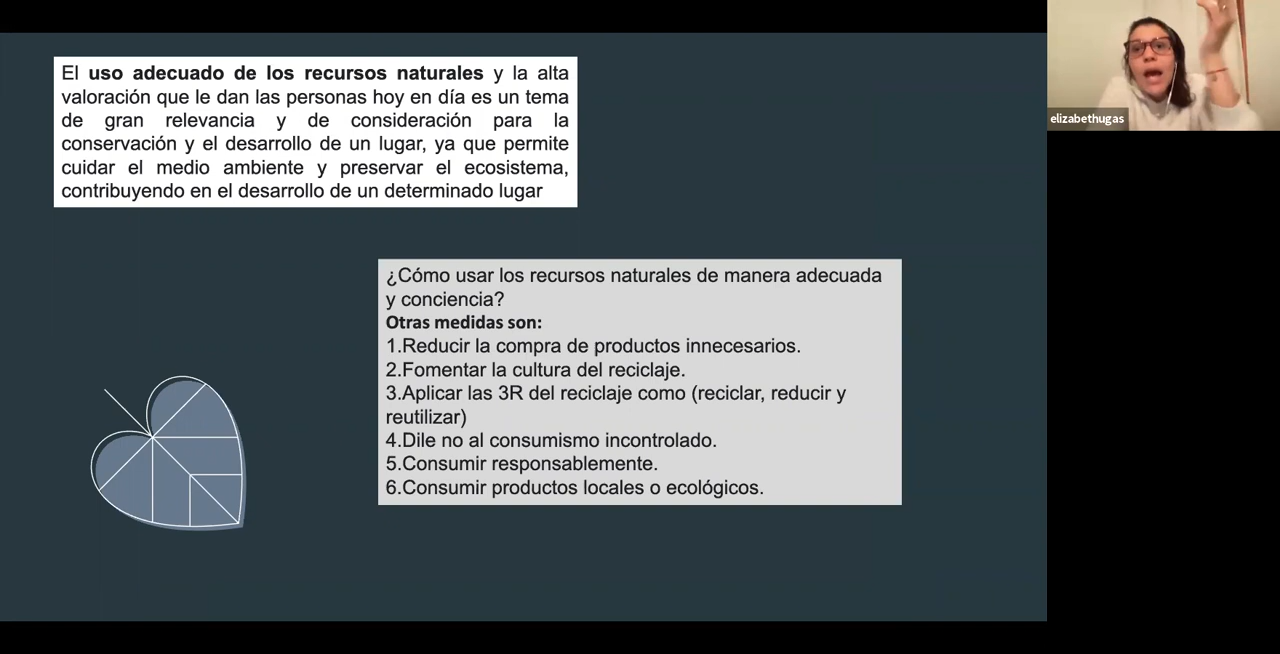 El uso adecuado de los recursos naturales y la alta
valoración que le dan las personas hoy en día es un tema
de gran relevancia y de consideración para la
conservación y el desarrollo de un lugar, ya que permite
cuidar el medio ambiente y preservar el ecosistema,
contribuyendo en el desarrollo de un determinado lugar
¿Cómo usar los recursos naturales de manera adecuada
y conciencia?
Otras medidas son:
1.Reducir la compra de productos innecesarios.
2.Fomentar la cultura del reciclaje.
3.Aplicar las 3R del reciclaje como (reciclar, reducir y
reutilizar)
4.Dile no al consumismo incontrolado.
5.Consumir responsablemente.
6.Consumir productos locales o ecológicos.
elizabethugas